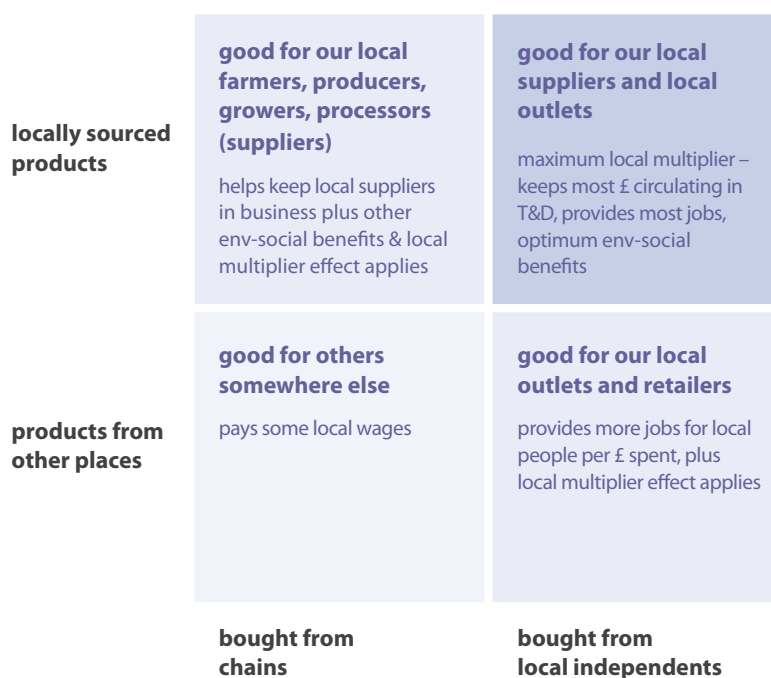 locally sourced
products
good for our local
farmers, producers,
growers, processors
(suppliers)
helps keep local suppliers
in business plus other
env-social benefits & local
multiplier effect applies
good for our local
suppliers and local
outlets
maximum local multiplier –
keeps most £ circulating in
T&D, provides most jobs,
optimum env-social
benefits
products from
other places
good for others
somewhere else
pays some local wages
good for our local
outlets and retailers
provides more jobs for local
people per £ spent, plus
local multiplier effect applies
bought from
chains
bought from
local independents